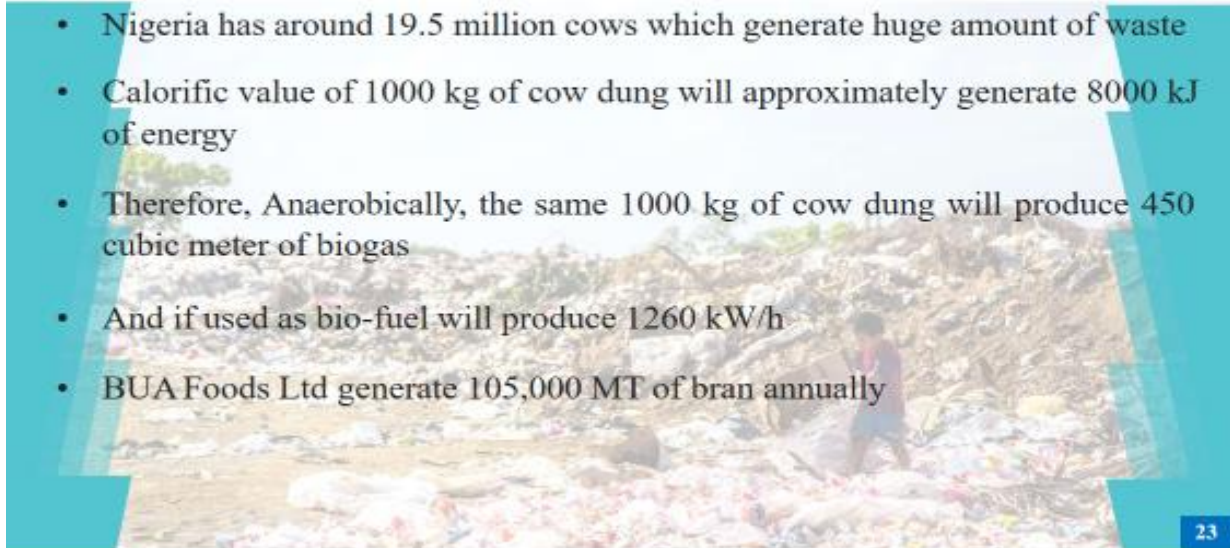 • Nigeria has around 19.5 million cows which generate huge amount of waste
• Calorific value of 1000 kg of cow dung will approximately generate 8000 kJ
of energy
• Therefore, Anaerobically, the same 1000 kg of cow dung will produce 450
cubic meter of biogas
• And if used as bio-fuel will produce 1260 kW/h
• BUA Foods Ltd generate 105,000 MT of bran annually
23